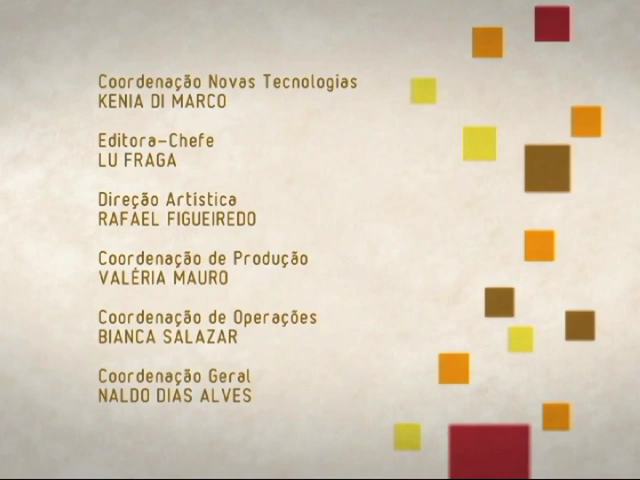 Coordenação Novas Tecnologias
KENIA DI MARCO
Editora-Chefe
LU FRAGA
Direção Artística
RAFAEL FIGUEIREDO
Coordenação de Produção
VALÉRIA MAURO
Coordenação de Operações
BIANCA SALAZAR
Coordenação Geral
NALDO DIAS ALVES